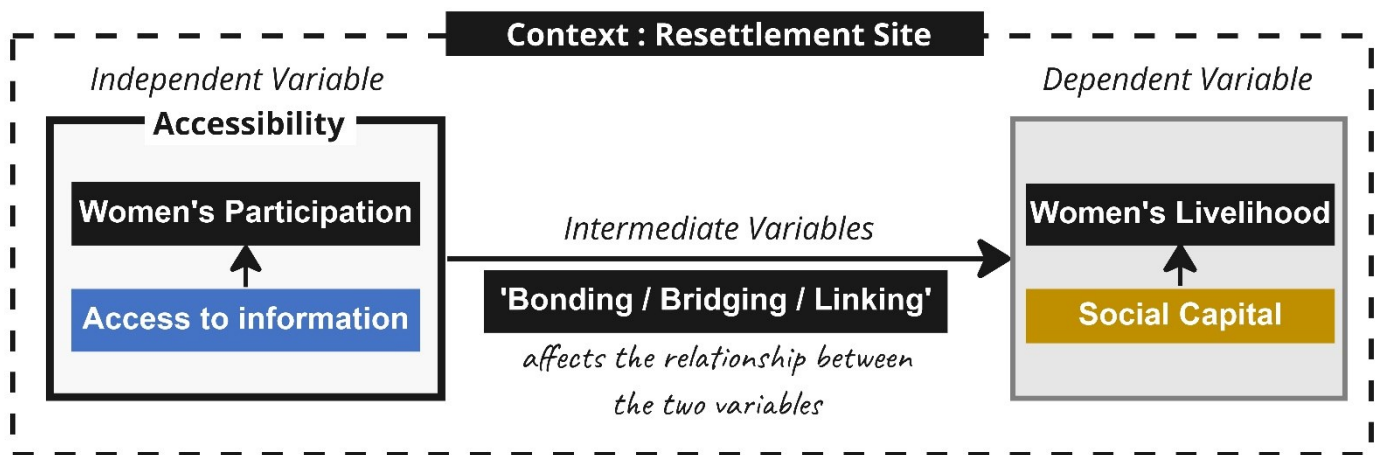 Context : Resettlement Site
Independent Variable
Accessibility
Women's Participation
Access to information
Intermediate Variables
'Bonding / Bridging / Linking'
affects the relationship between
the two variables
Dependent Variable
Women's Livelihood
Social Capital